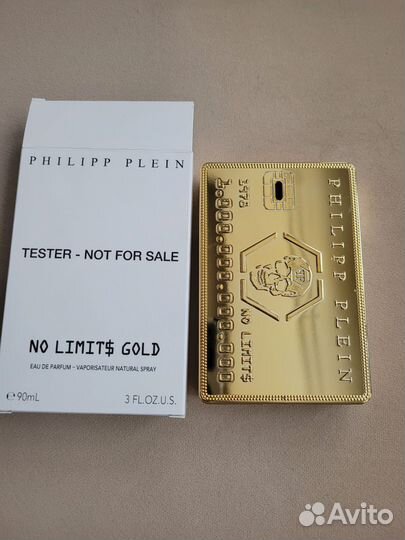 PHILIPP PLEIN
TESTER - NOT FOR SALE
NO LIMIT$ GOLD
EAU DE PARFUM - VAPORISATEUR NATURAL SPRAY
℮90mL
3 FL.OZ.U.S.
PHILIPP PLEIN
1978
1.000.000.000.000
NO LIMIT$
Avito